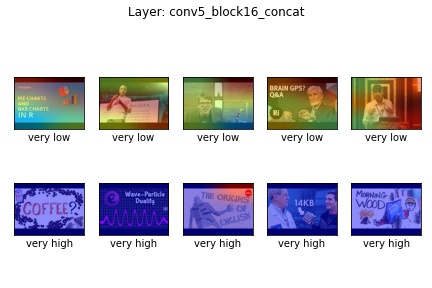 Layer: conv5_block16_concat
PIE CHARTS
AND
BAR CHARTS
IN R
BRAIN GPS?
Q&A
Ri
very low very low very low very low very low
COFFEE?
Wave-Particle
Duality
THE ORIGINS
OF
ENGLISH
14KB
MORNING
WOOD
very high very high very high very high very high